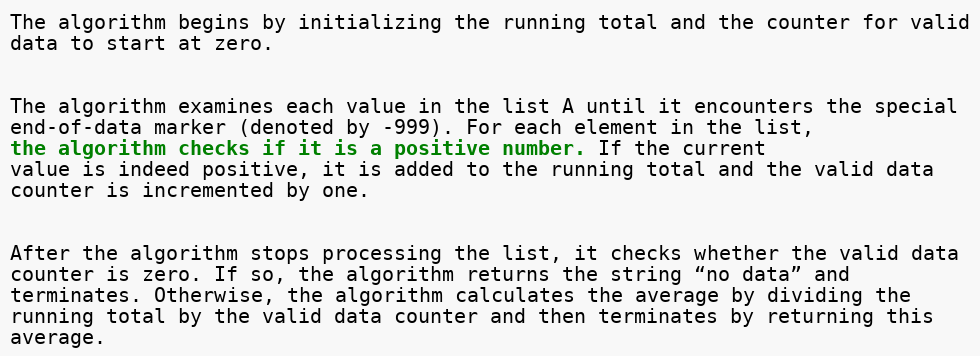 The algorithm begins by initializing the running total and the counter for valid
data to start at zero.
The algorithm examines each value in the list A until it encounters the special
end-of-data marker (denoted by -999). For each element in the list,
the algorithm checks if it is a positive number. If the current
value is indeed positive, it is added to the running total and the valid data
counter is incremented by one.
After the algorithm stops processing the list, it checks whether the valid data
counter is zero. If so, the algorithm returns the string “no data” and
terminates. Otherwise, the algorithm calculates the average by dividing the
running total by the valid data counter and then terminates by returning this
average.